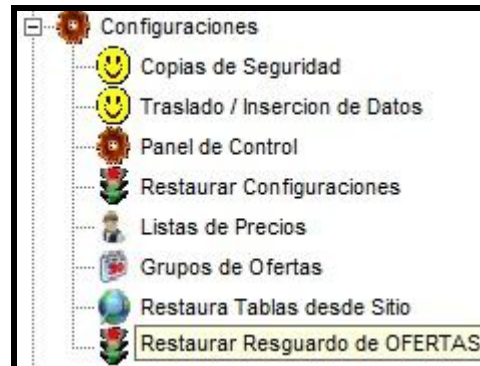 Configuraciones
Copias de Seguridad
Traslado / Insercion de Datos
Panel de Control
Restaurar Configuraciones
Listas de Precios
Grupos de Ofertas
Restaura Tablas desde Sitio
Restaurar Resguardo de OFERTAS